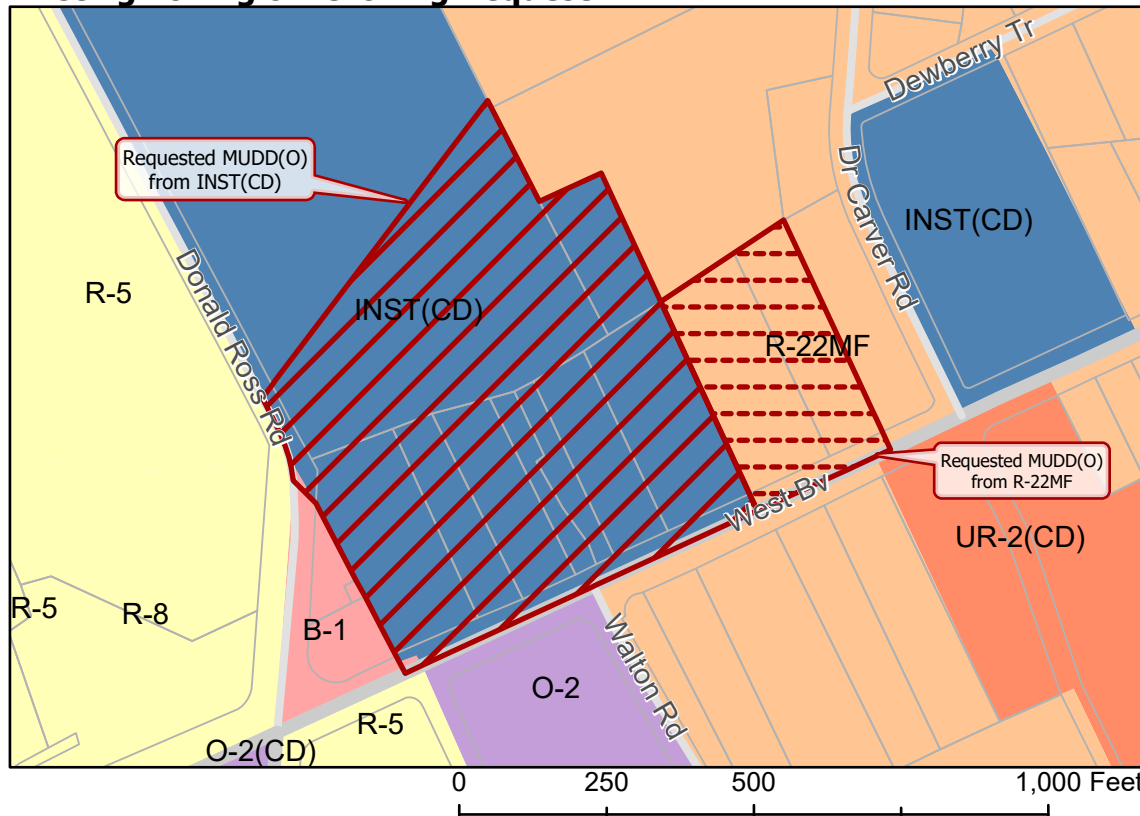 Dewberry Tr
Requested MUDD(O)
from INST(CD)
Dr Carver Rd
INST(CD)
Donald Ross Rd
R-5
INST(CD)
R-22MF
Requested MUDD(O)
from R-22MF
West Bv
UR-2(CD)
R-5
R-8
B-1
Walton Rd
O-2
R-5
O-2(CD)
0 250 500 1,000 Feet